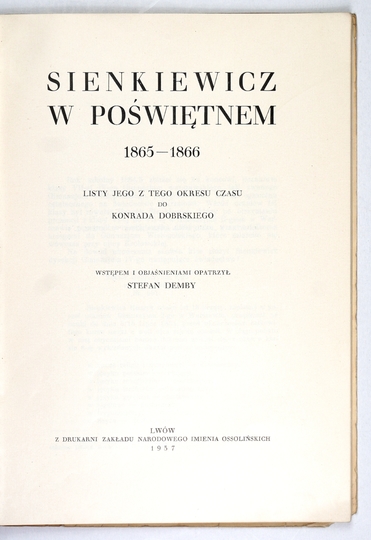 SIENKIEWICZ
W POŚWIĘTNEM
1865—1866
LISTY JEGO Z TEGO OKRESU CZASU
DO
KONRADA DOBRSKIEGO
WSTĘPEM I OBJAŚNIENIAMI OPATRZYŁ
STEFAN DEMBY
LWÓW
Z DRUKARNI ZAKŁADU NARODOWEGO IMIENIA OSSOLIŃSKICH
1937